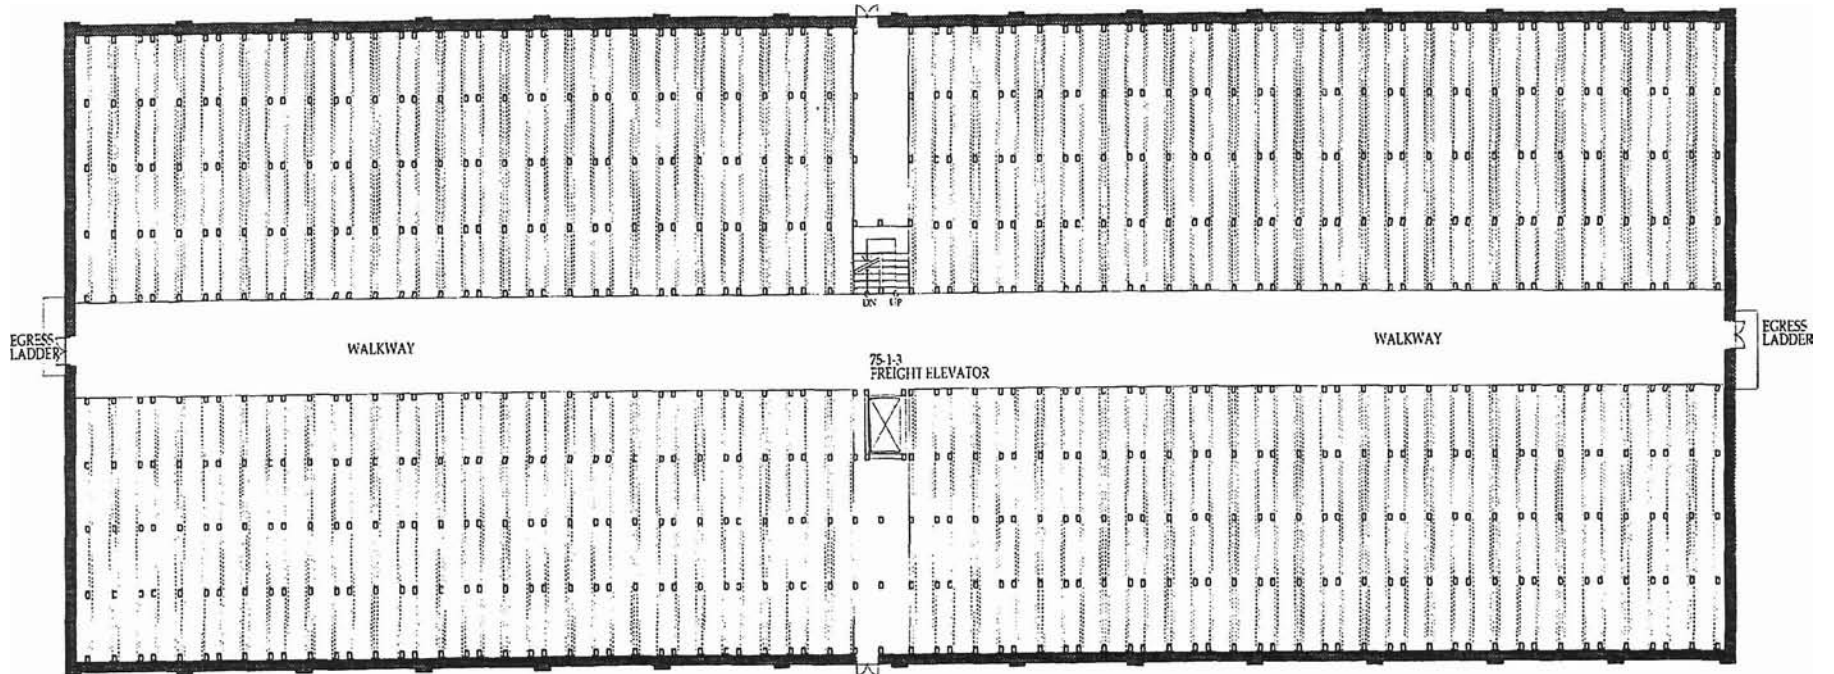 DN UP
EGRESS
LADDER
WALKWAY
WALKWAY
EGRESS
LADDER
75-1-3
FREIGHT ELEVATOR